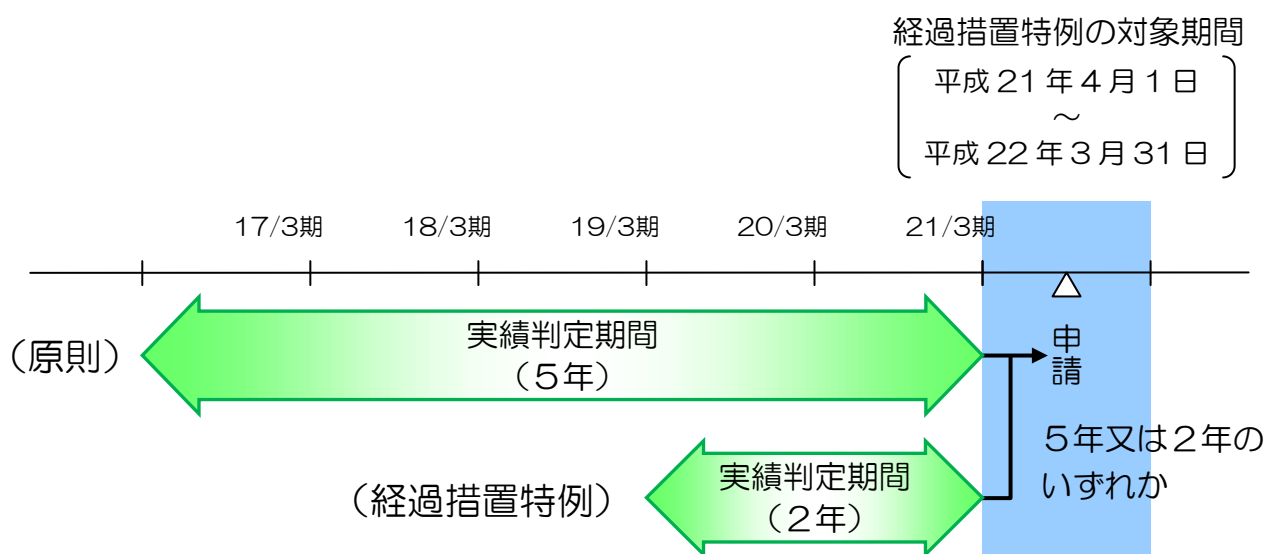 経過措置特例の対象期間
平成21年4月1日
～
平成22年3月31日
17/3期
18/3期
19/3期
20/3期
21/3期
（原則）
実績判定期間
（５年）
申請
５年又は２年の
いずれか
（経過措置特例）
実績判定期間
（２年）